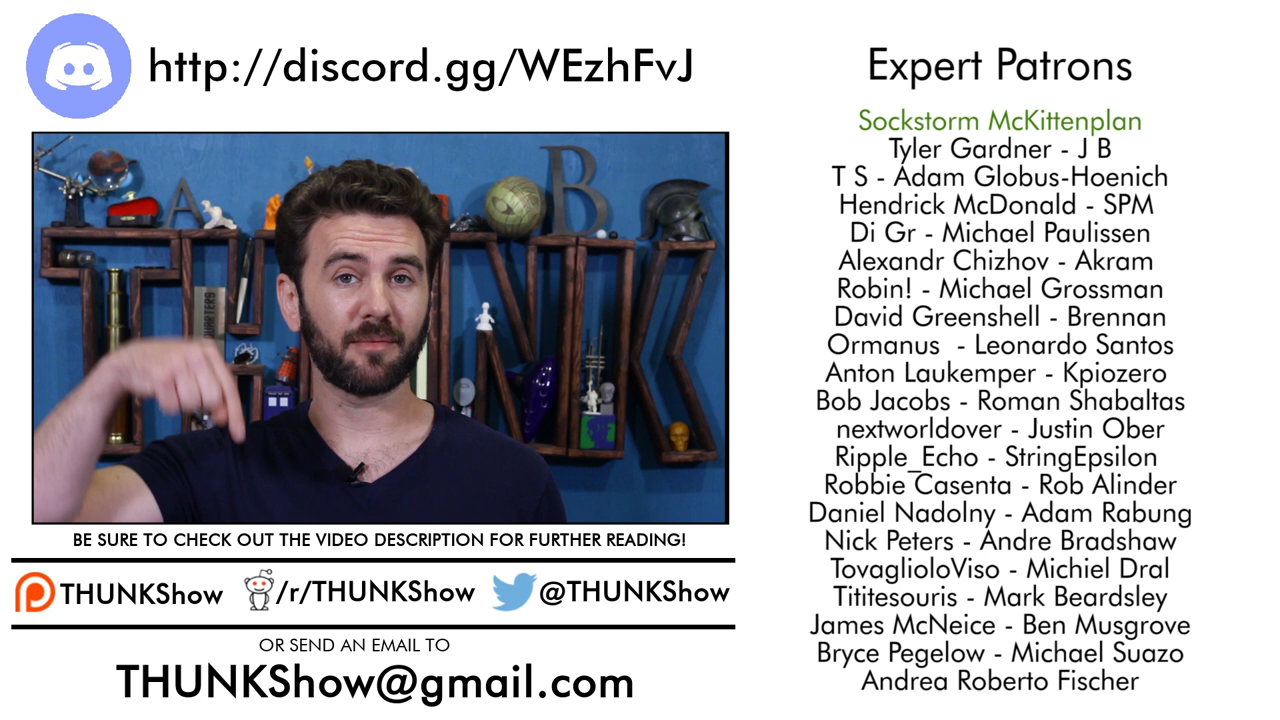 http://discord.gg/WEzhFvJ
A
B
QUARTERS
BE SURE TO CHECK OUT THE VIDEO DESCRIPTION FOR FURTHER READING!
THUNKShow
/r/THUNKShow
@THUNKShow
OR SEND AN EMAIL TO
THUNKShow@gmail.com
Expert Patrons
Sockstorm McKittenplan
Tyler Gardner - J B
T S - Adam Globus-Hoenich
Hendrick McDonald - SPM
Di Gr - Michael Paulissen
Alexandr Chizhov - Akram
Robin! - Michael Grossman
David Greenshell - Brennan
Ormanus  - Leonardo Santos
Anton Laukemper - Kpiozero
Bob Jacobs - Roman Shabaltas
nextworldover - Justin Ober
Ripple_Echo - StringEpsilon
Robbie Casenta - Rob Alinder
Daniel Nadolny - Adam Rabung
Nick Peters - Andre Bradshaw
TovaglioloViso - Michiel Dral
Tititesouris - Mark Beardsley
James McNeice - Ben Musgrove
Bryce Pegelow - Michael Suazo
Andrea Roberto Fischer